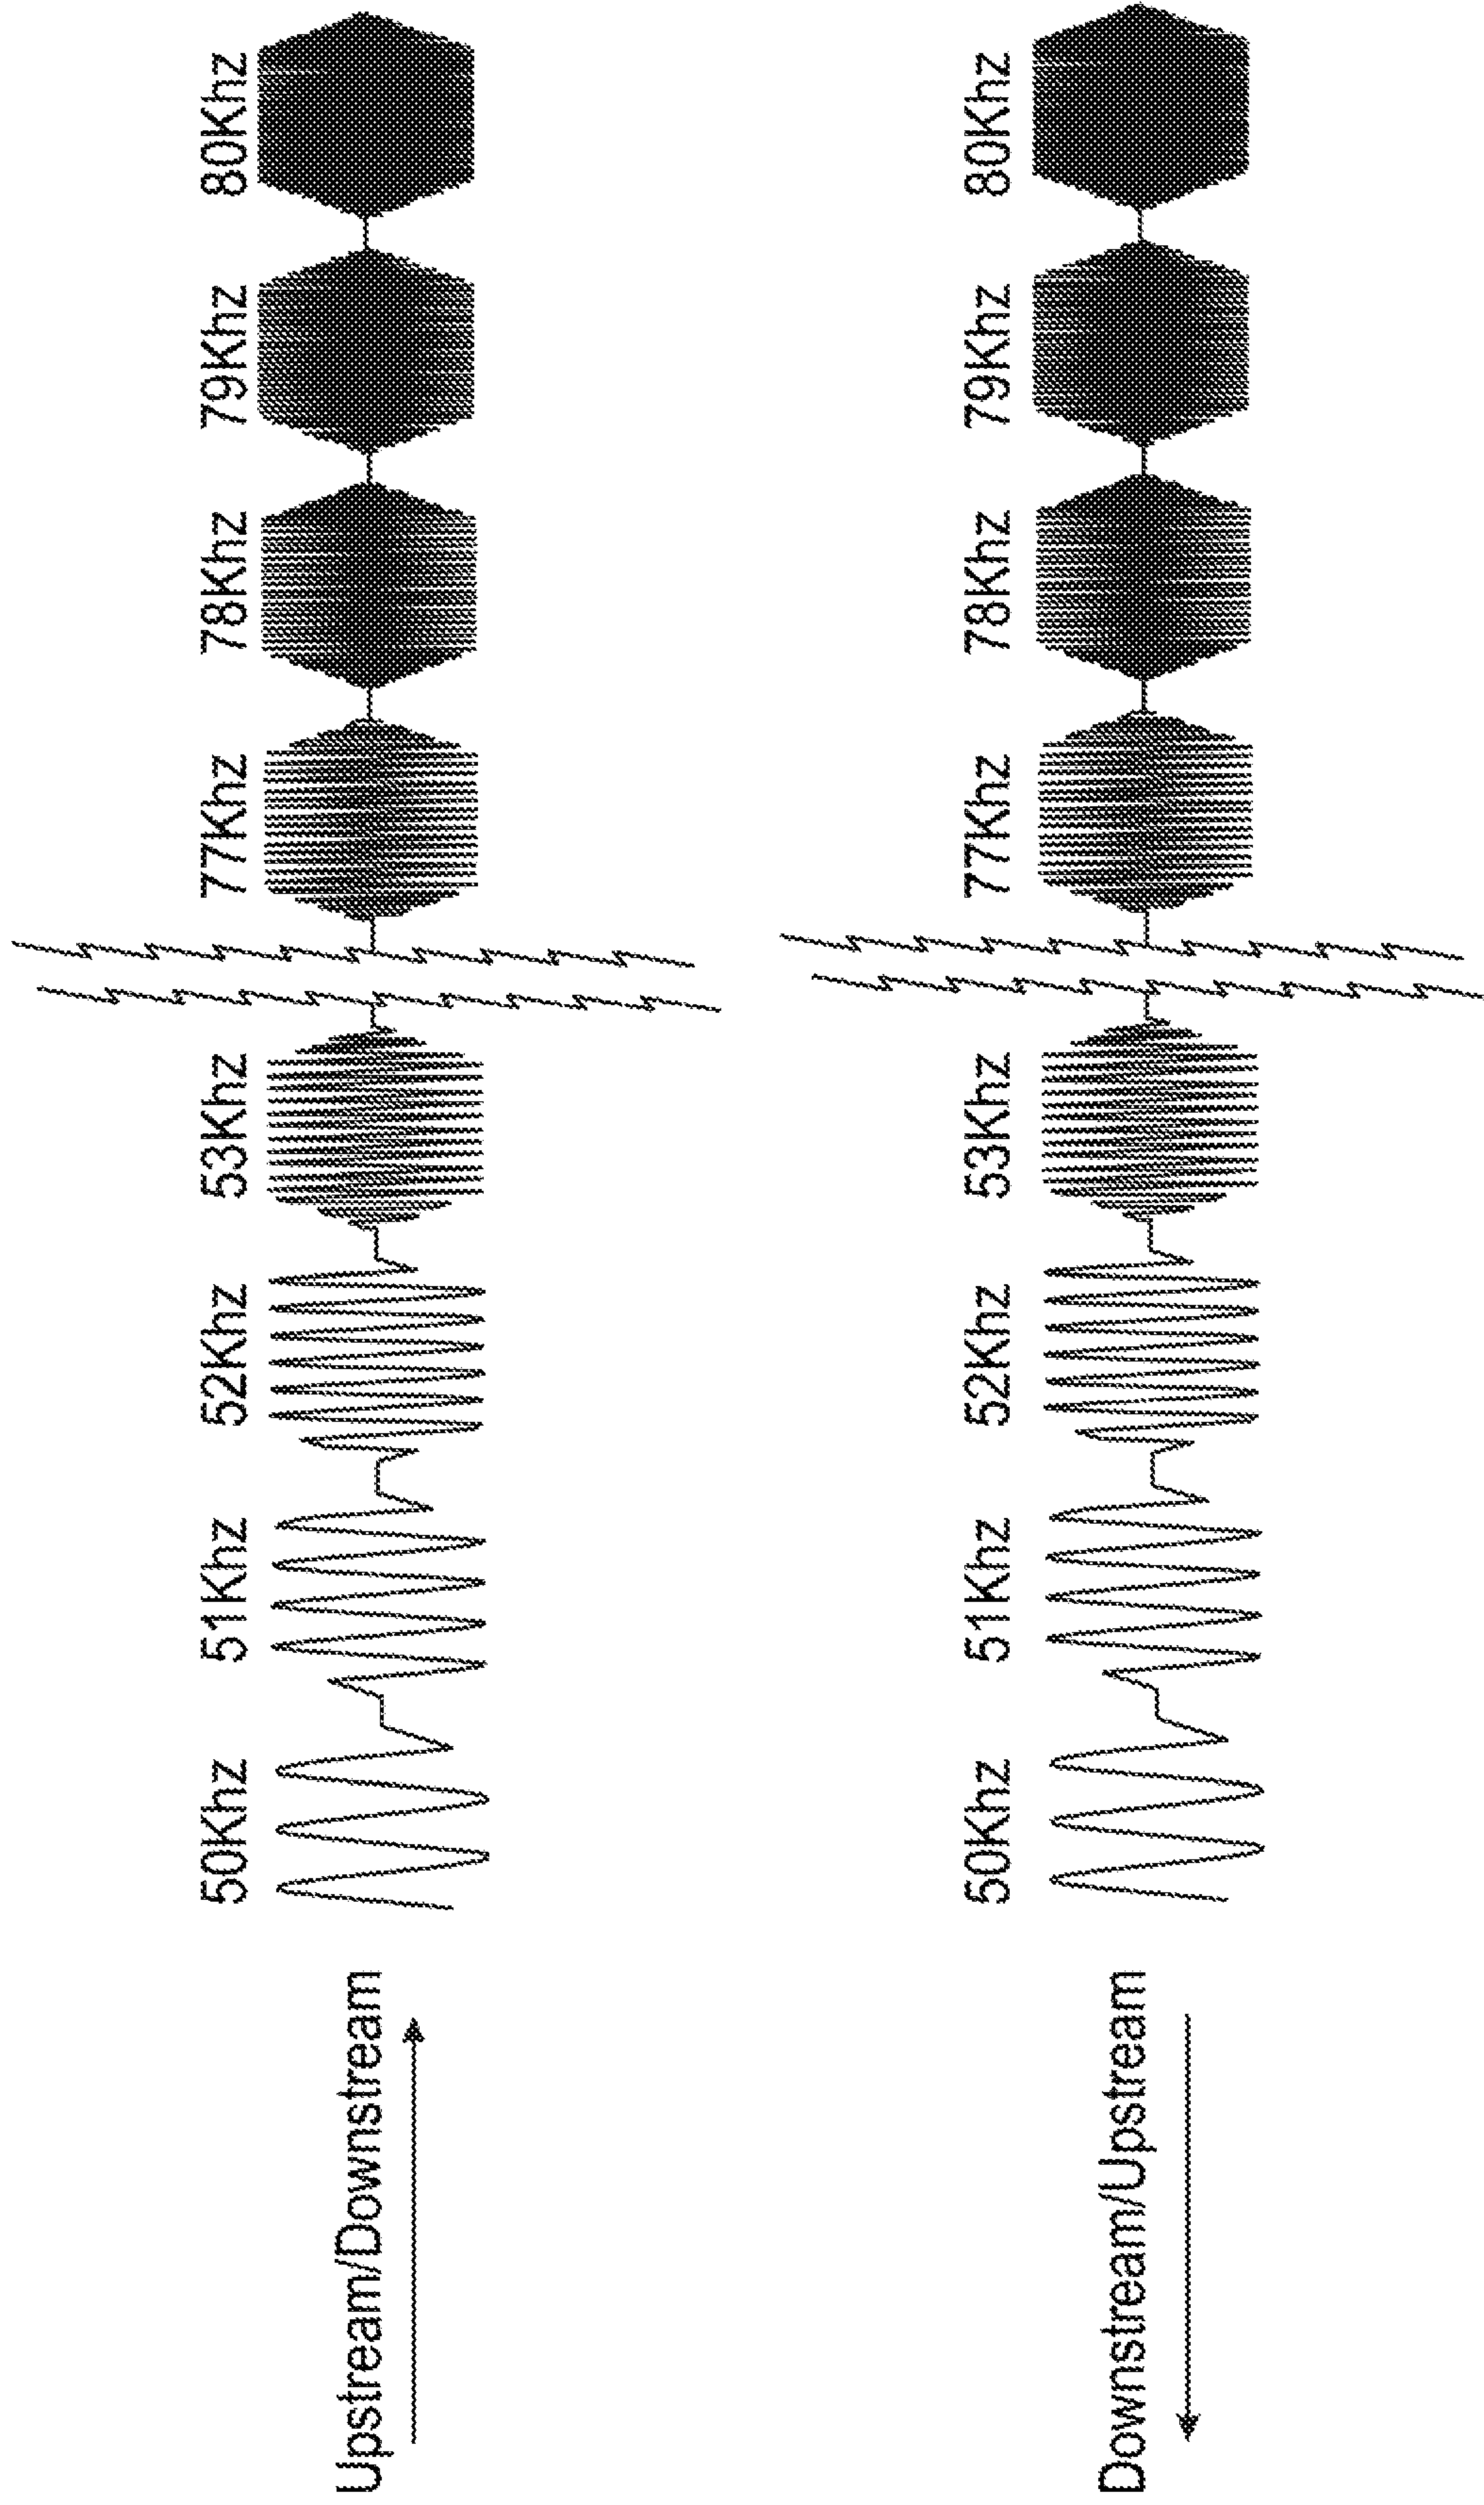 Upstream/Downstream
50Khz 51Khz 52Khz 53Khz 77Khz 78Khz 79Khz 80Khz
Downstream/Upstream
50Khz 51Khz 52Khz 53Khz 77Khz 78Khz 79Khz 80Khz